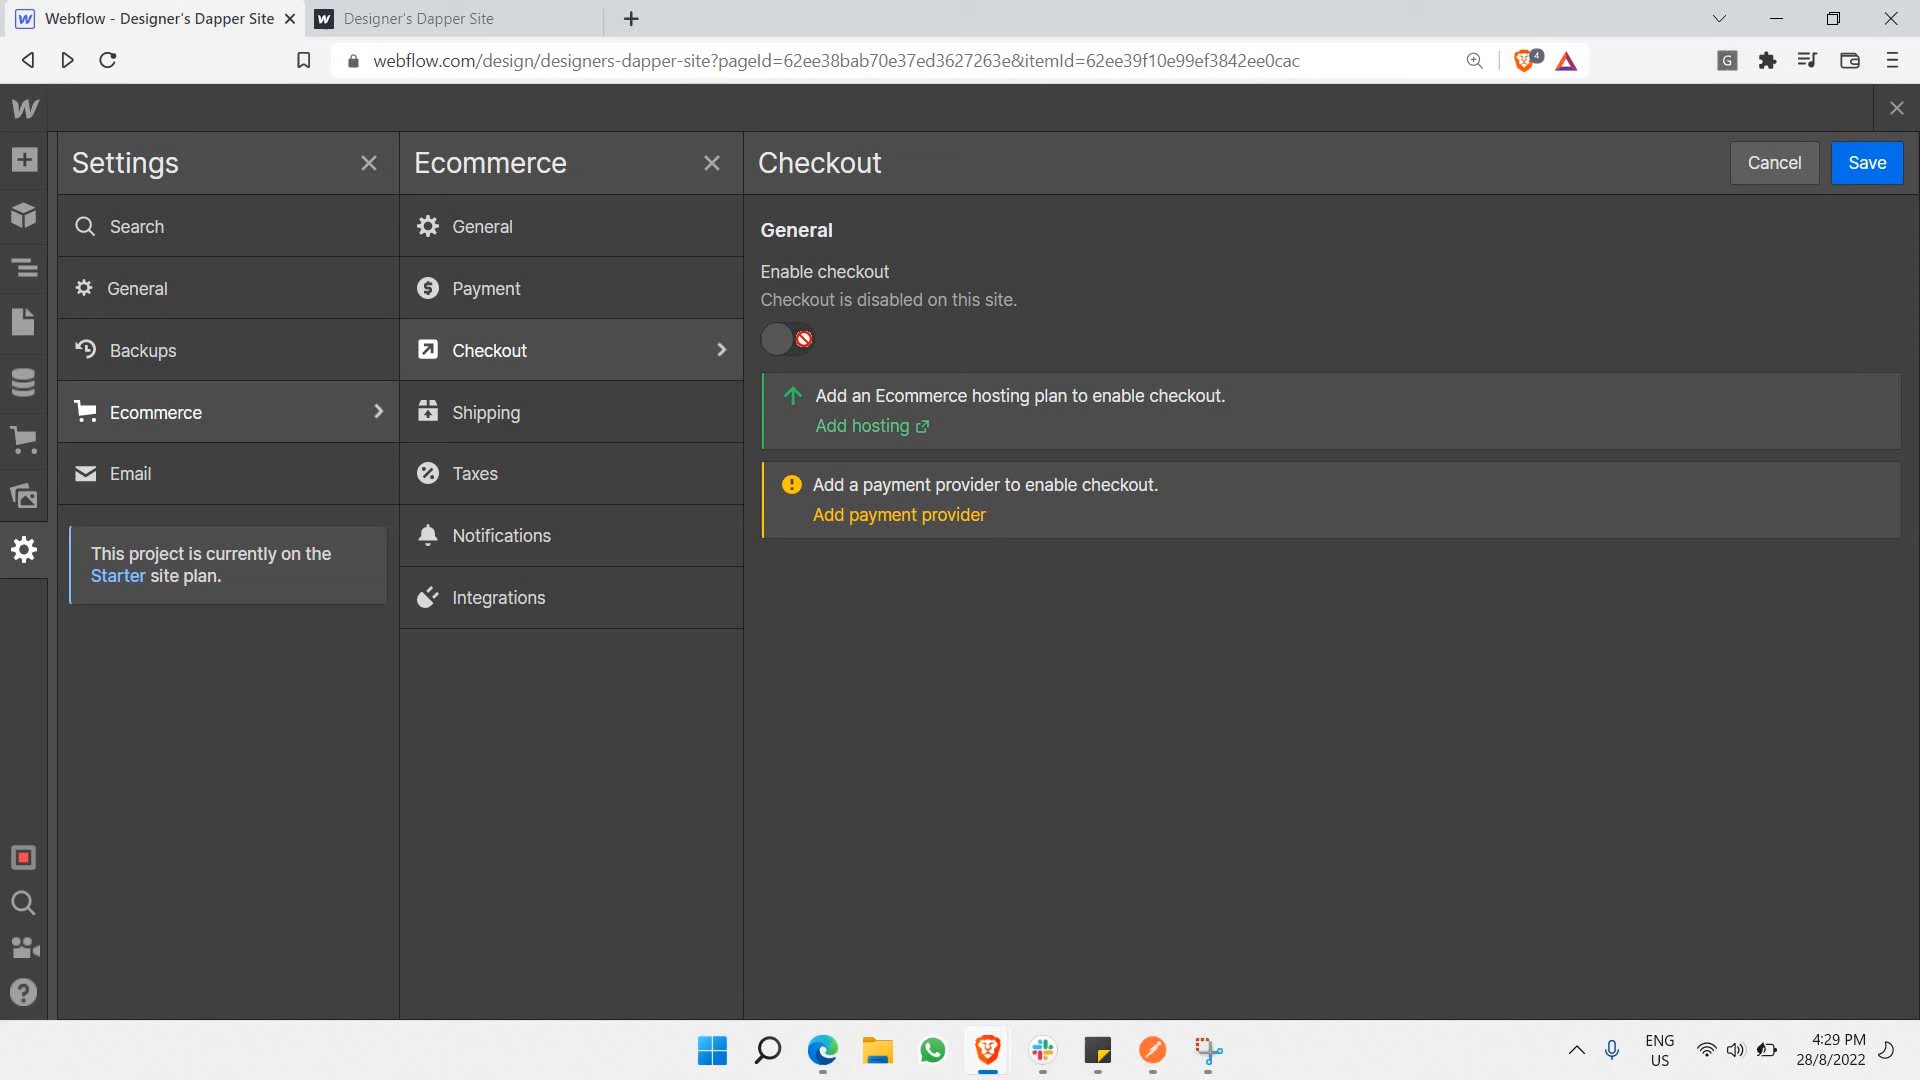 Webflow - Designer's Dapper Site
Designer's Dapper Site
webflow.com/design/designers-dapper-site?pageId=62ee38bab70e37ed3627263e&itemId=62ee39f10e99ef3842ee0cac
4
G
Settings
Ecommerce
Checkout
Cancel
Save
Search
General
Backups
Ecommerce
Email
This project is currently on the
Starter site plan.
General
Payment
Checkout
Shipping
Taxes
Notifications
Integrations
General
Enable checkout
Checkout is disabled on this site.
Add an Ecommerce hosting plan to enable checkout.
Add hosting
Add a payment provider to enable checkout.
Add payment provider
ENG
US
4:29 PM
28/8/2022